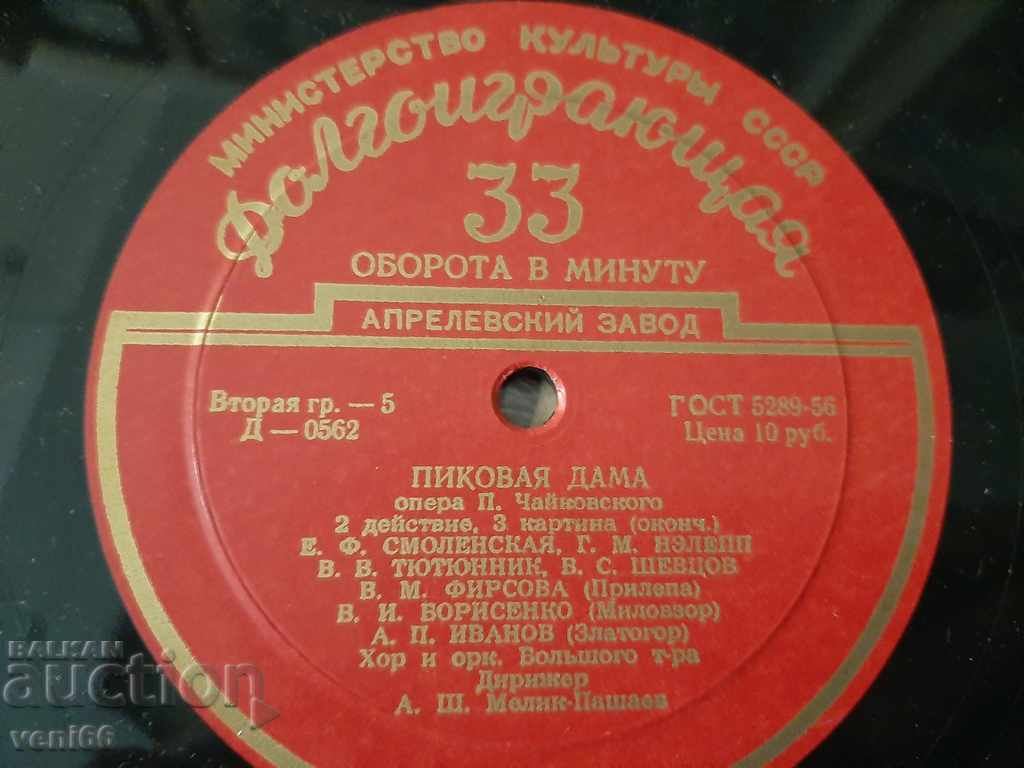 МИНИСТЕРСТВО КУЛЬТУРЫ СССР
Долгоиграющая
33
ОБОРОТА В МИНУТУ
АПРЕЛЕВСКИЙ ЗАВОД
Вторая гр. — 5
Д — 0562
ГОСТ 5289-56
Цена 10 руб.
ПИКОВАЯ ДАМА
опера П. Чайковского
2 действие, 3 картина (оконч.)
Е. Ф. СМОЛЕНСКАЯ, Г. М. НЭЛЕПП
В. В. ТЮТЮННИК, В. С. ШЕВЦОВ
В. М. ФИРСОВА (Прилепа)
В. И. БОРИСЕНКО (Миловзор)
А. П. ИВАНОВ (Златогор)
Хор и орк. Большого т-ра
Дирижер
А. Ш. Мелик-Пашаев
BALKAN
auction
veni66